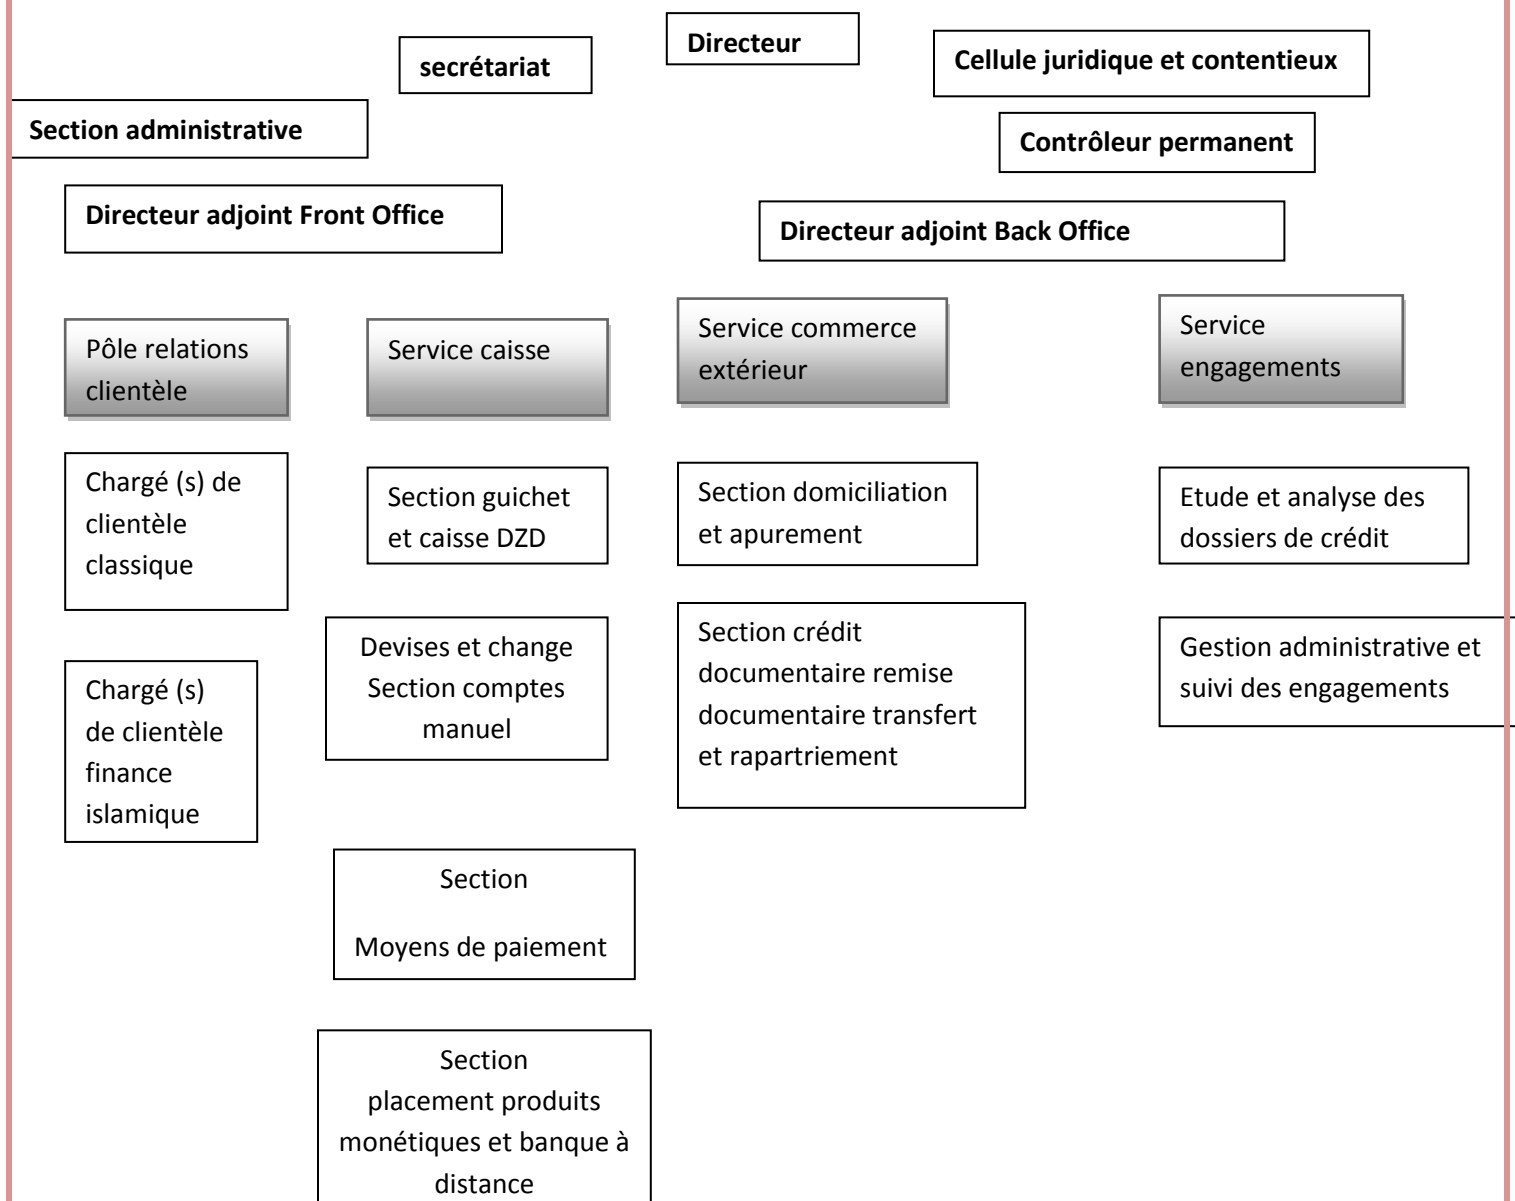 Directeur
secrétariat
Cellule juridique et contentieux
Section administrative
Contrôleur permanent
Directeur adjoint Front Office
Directeur adjoint Back Office
Pôle relations
clientèle
Service caisse
Service commerce
extérieur
Service
engagements
Chargé (s) de
clientèle
classique
Section guichet
et caisse DZD
Section domiciliation
et apurement
Etude et analyse des
dossiers de crédit
Chargé (s)
de clientèle
finance
islamique
Devises et change
Section comptes
manuel
Section crédit
documentaire remise
documentaire transfert
et rapartriement
Gestion administrative et
suivi des engagements
Section
Moyens de paiement
Section
placement produits
monétiques et banque à
distance